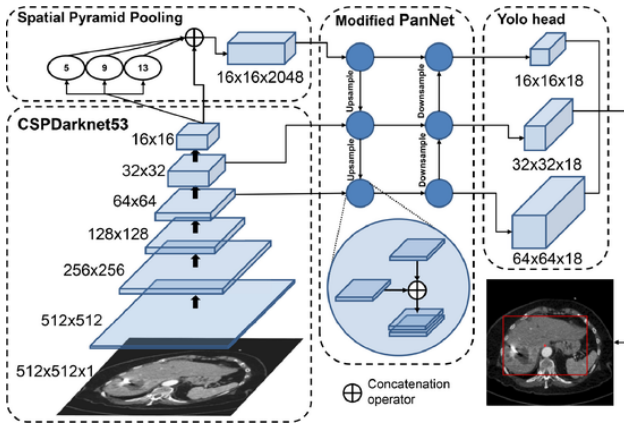 Spatial Pyramid Pooling
5 9 13
16x16x2048
CSPDarknet53
16x16
32x32
64x64
128x128
256x256
512x512
512x512x1
Modified PanNet
Upsample
Downsample
Upsample
Downsample
Concatenation
operator
Yolo head
16x16x18
32x32x18
64x64x18